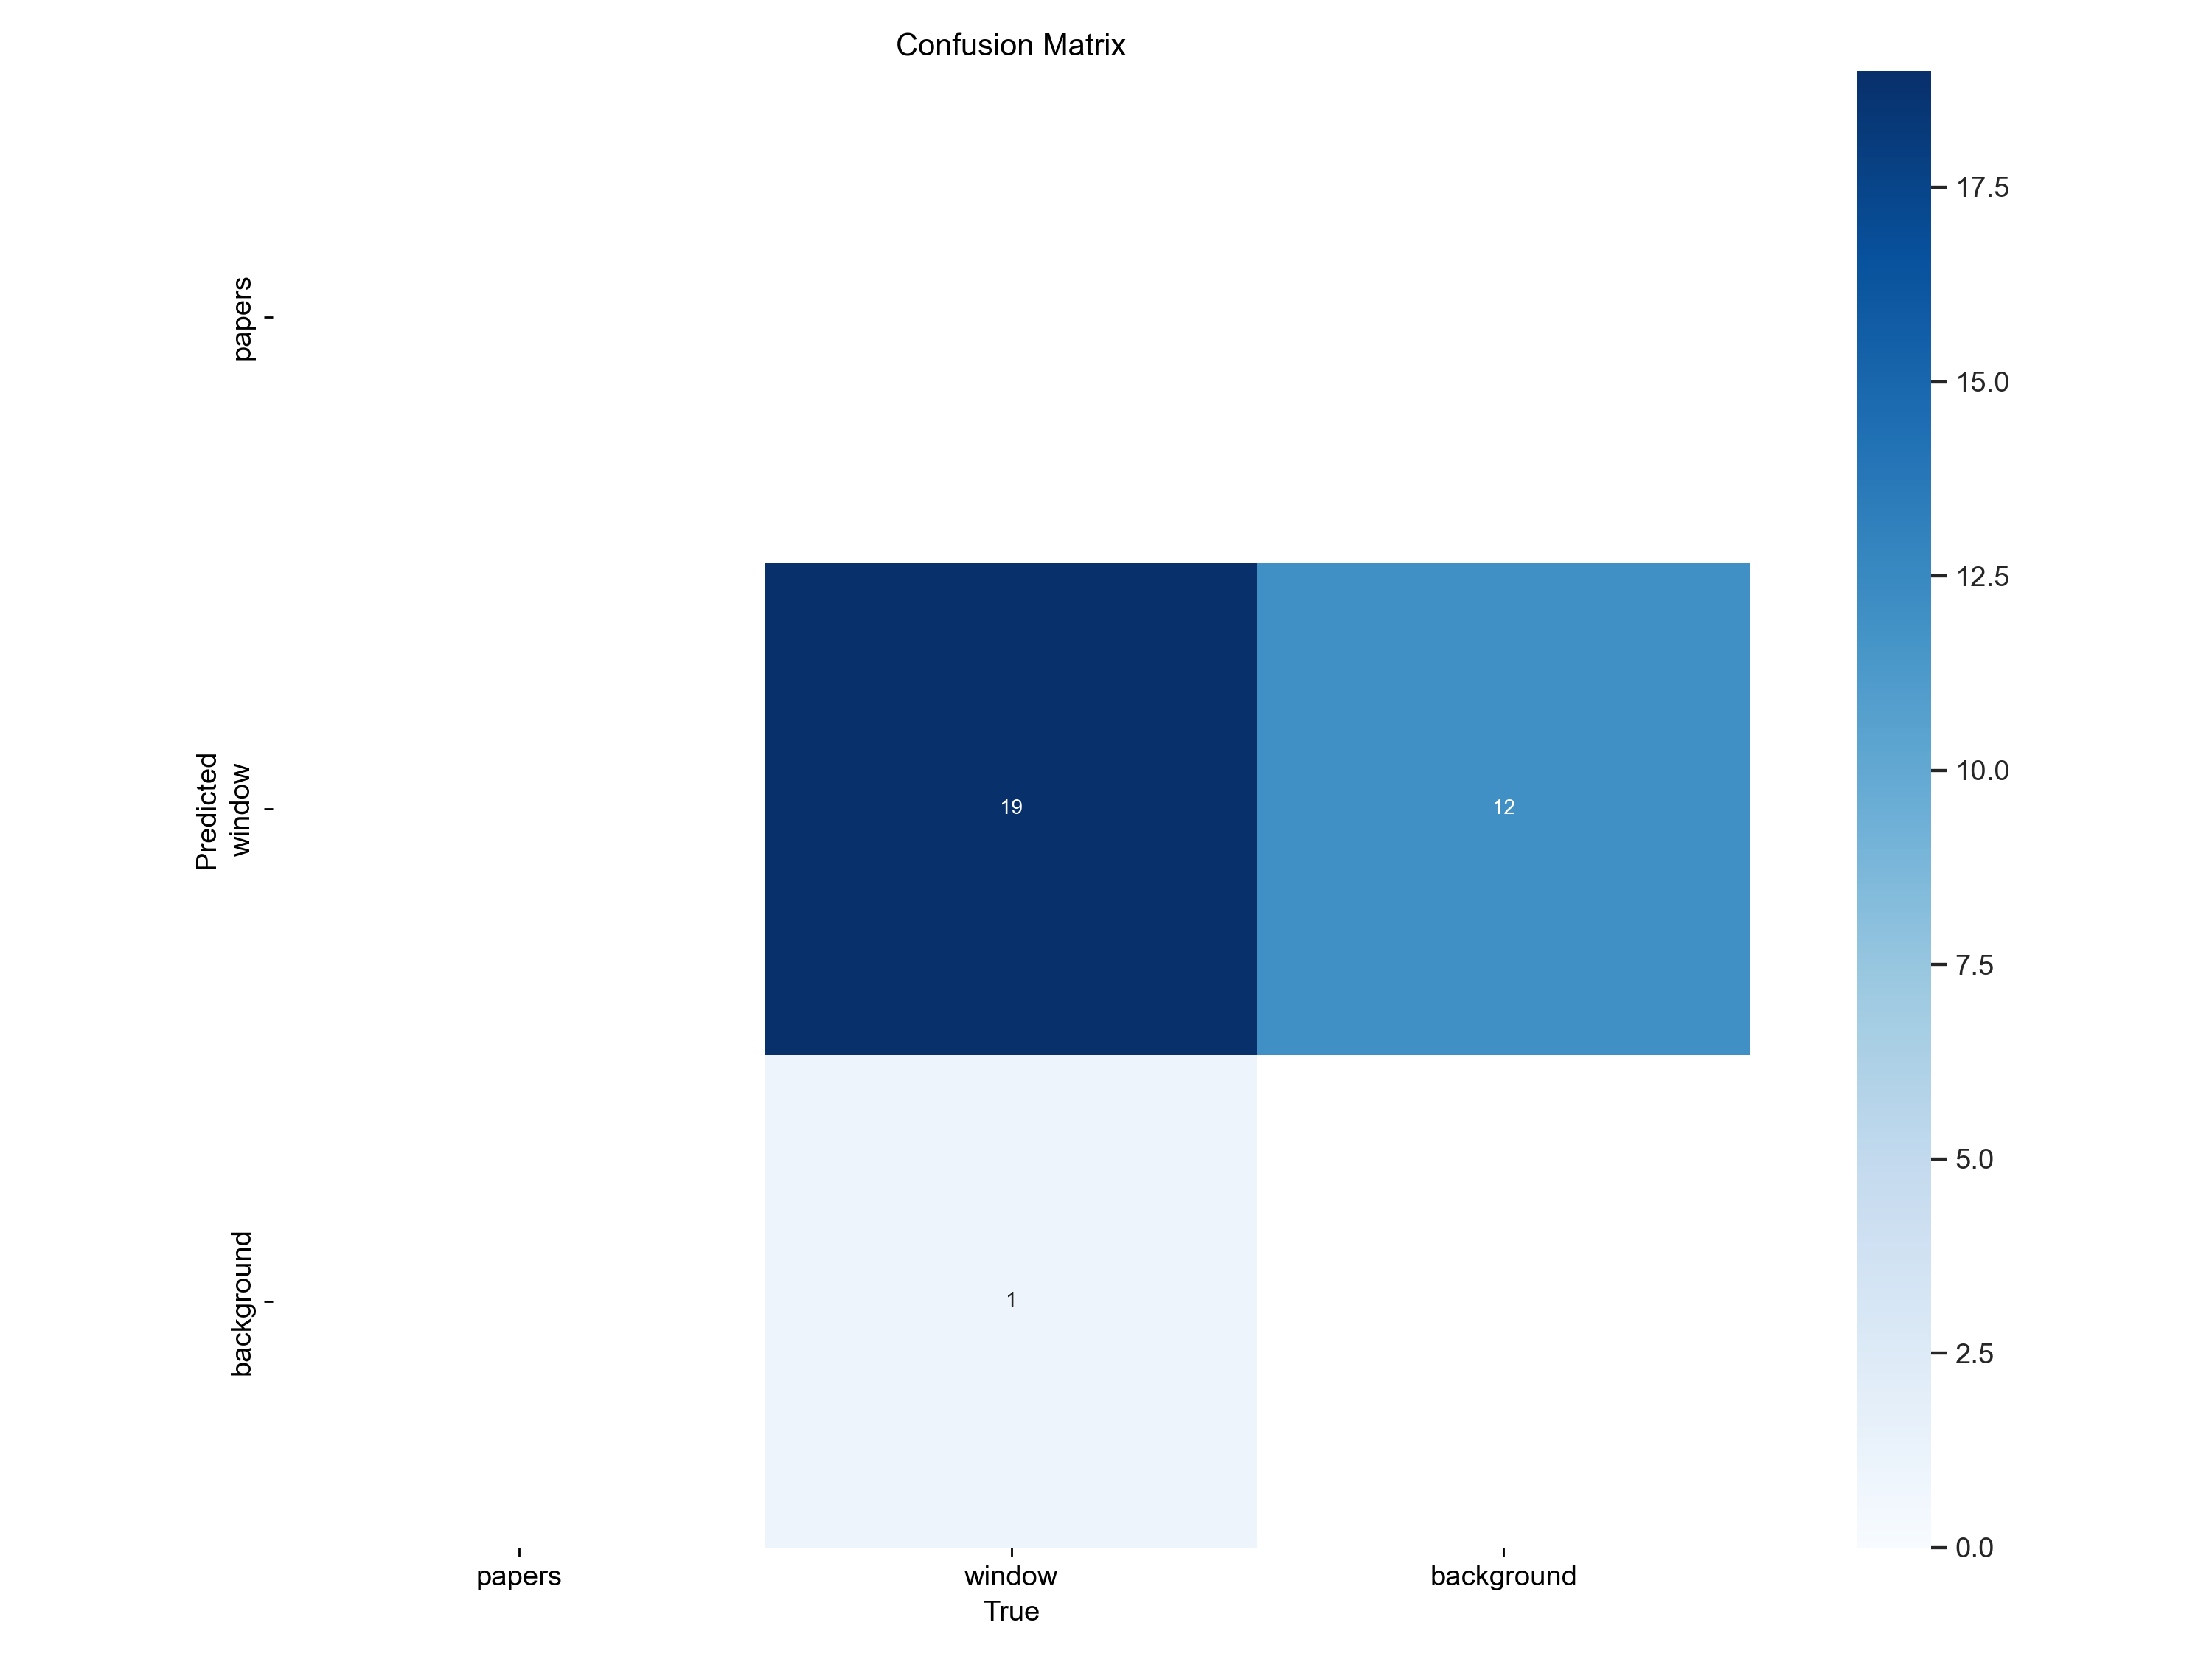 Confusion Matrix
papers
window
background
Predicted
19
12
1
papers
window
background
True
17.5
15.0
12.5
10.0
7.5
5.0
2.5
0.0